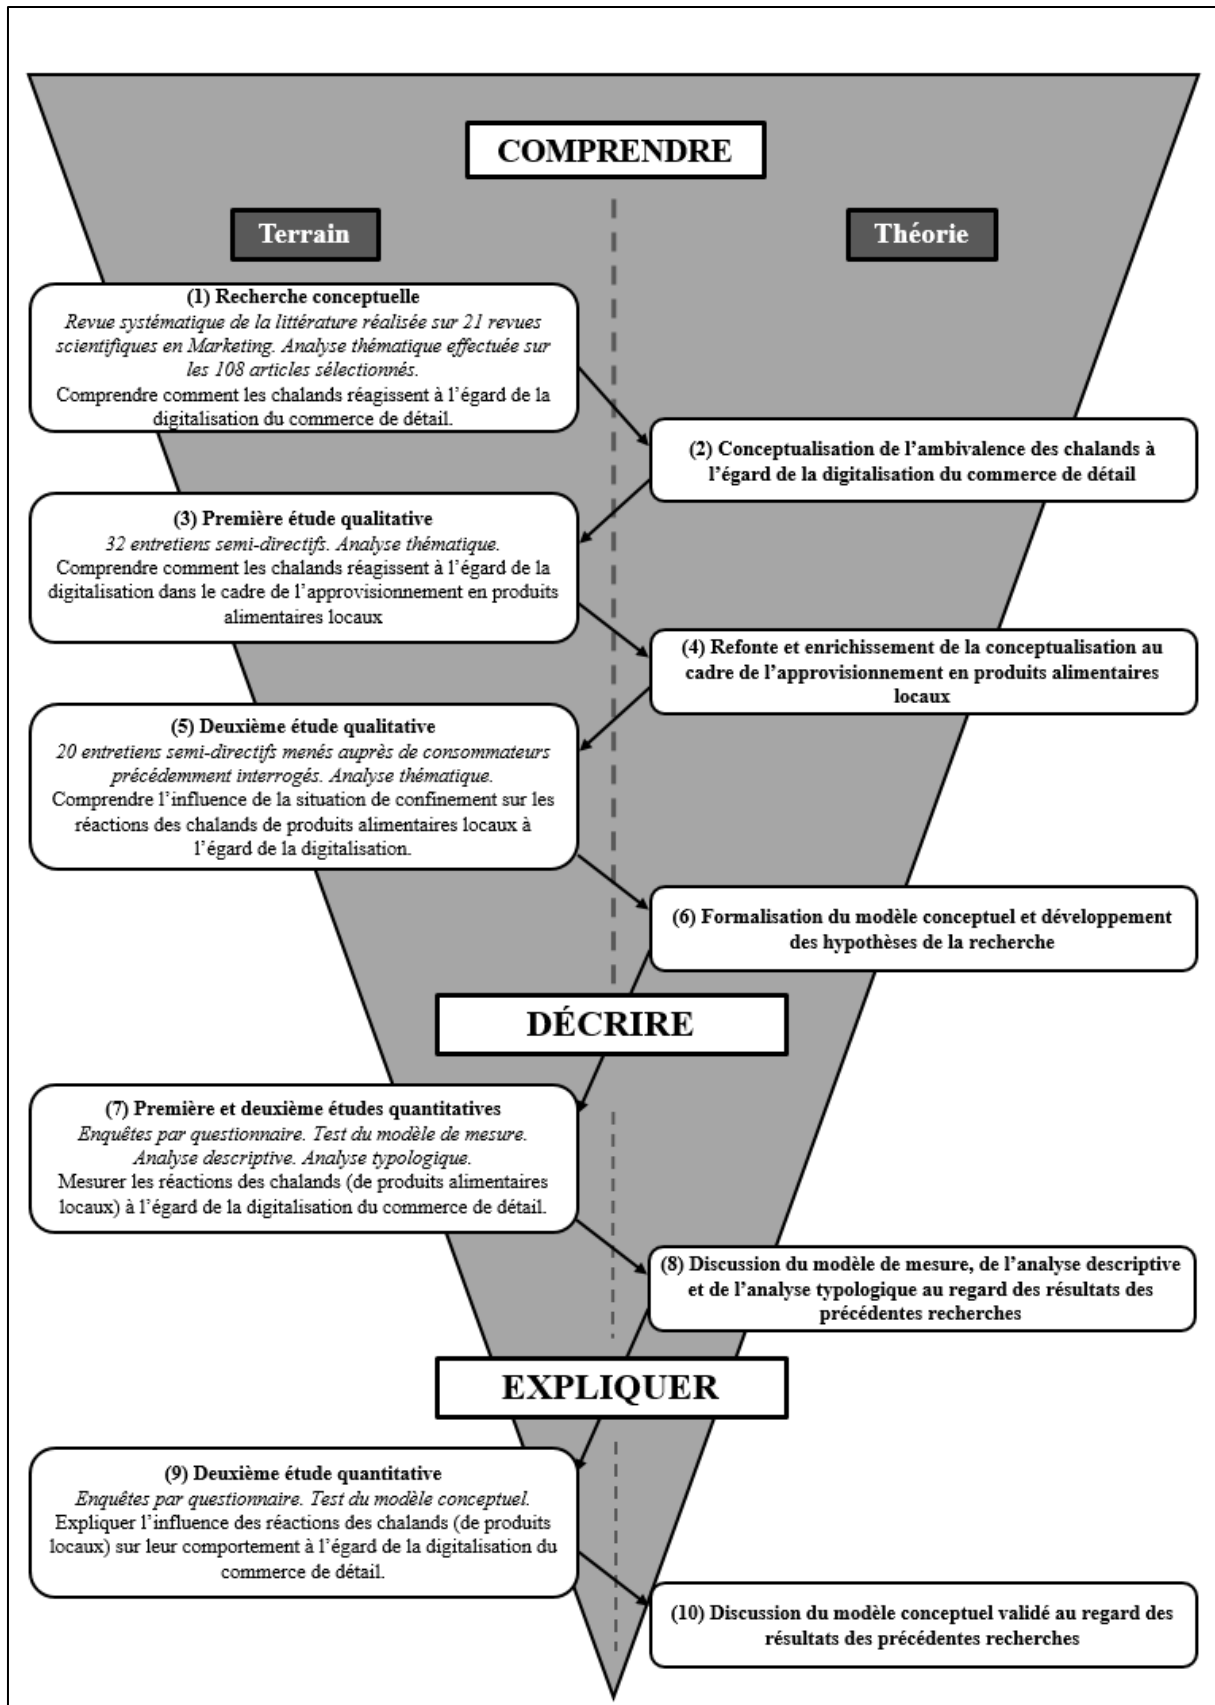 COMPRENDRE
Terrain
Théorie
(1) Recherche conceptuelle
Revue systématique de la littérature réalisée sur 21 revues
scientifiques en Marketing. Analyse thématique effectuée sur
les 108 articles sélectionnés.
Comprendre comment les chalands réagissent à l’égard de la
digitalisation du commerce de détail.
(2) Conceptualisation de l’ambivalence des chalands à
l’égard de la digitalisation du commerce de détail
(3) Première étude qualitative
32 entretiens semi-directifs. Analyse thématique.
Comprendre comment les chalands réagissent à l’égard de la
digitalisation dans le cadre de l’approvisionnement en produits
alimentaires locaux
(4) Refonte et enrichissement de la conceptualisation au
cadre de l’approvisionnement en produits alimentaires
locaux
(5) Deuxième étude qualitative
20 entretiens semi-directifs menés auprès de consommateurs
précédemment interrogés. Analyse thématique.
Comprendre l’influence de la situation de confinement sur les
réactions des chalands de produits alimentaires locaux à
l’égard de la digitalisation.
(6) Formalisation du modèle conceptuel et développement
des hypothèses de la recherche
DÉCRIRE
(7) Première et deuxième études quantitatives
Enquêtes par questionnaire. Test du modèle de mesure.
Analyse descriptive. Analyse typologique.
Mesurer les réactions des chalands (de produits alimentaires
locaux) à l’égard de la digitalisation du commerce de détail.
(8) Discussion du modèle de mesure, de l’analyse descriptive
et de l’analyse typologique au regard des résultats des
précédentes recherches
EXPLIQUER
(9) Deuxième étude quantitative
Enquêtes par questionnaire. Test du modèle conceptuel.
Expliquer l’influence des réactions des chalands (de produits
locaux) sur leur comportement à l’égard de la digitalisation du
commerce de détail.
(10) Discussion du modèle conceptuel validé au regard des
résultats des précédentes recherches